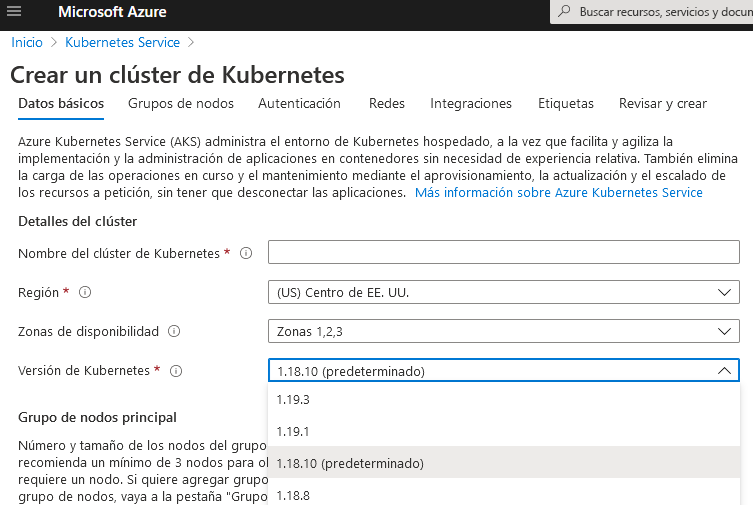 Microsoft Azure
Buscar recursos, servicios y docum
Inicio > Kubernetes Service >
Crear un clúster de Kubernetes
Datos básicos Grupos de nodos Autenticación Redes Integraciones Etiquetas Revisar y crear
Azure Kubernetes Service (AKS) administra el entorno de Kubernetes hospedado, a la vez que facilita y agiliza la
implementación y la administración de aplicaciones en contenedores sin necesidad de experiencia relativa. También elimina
la carga de las operaciones en curso y el mantenimiento mediante el aprovisionamiento, la actualización y el escalado
de los recursos a petición, sin tener que desconectar las aplicaciones. Más información sobre Azure Kubernetes Service
Detalles del clúster
Nombre del clúster de Kubernetes *
Región * (US) Centro de EE. UU.
Zonas de disponibilidad Zonas 1,2,3
Versión de Kubernetes * 1.18.10 (predeterminado)
1.19.3
1.19.1
1.18.10 (predeterminado)
1.18.8
Grupo de nodos principal
Número y tamaño de los nodos del grupo
recomienda un mínimo de 3 nodos para ob
requiere un nodo. Si quiere agregar grupo
grupo de nodos, vaya a la pestaña "Grupo